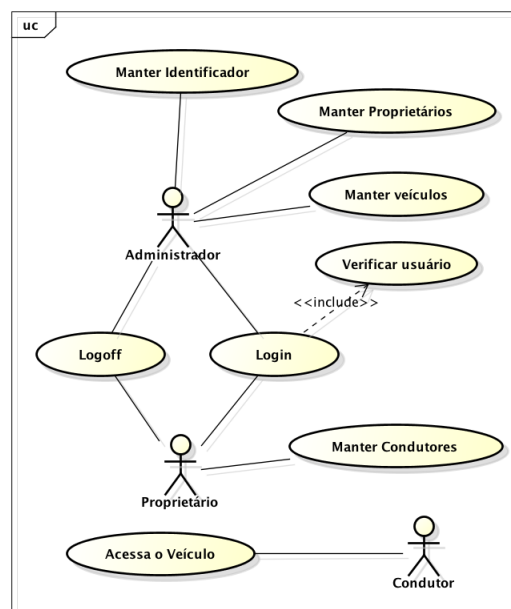 uc
Manter Identificador
Manter Proprietários
Manter veículos
Administrador
Verificar usuário
<<include>>
Logoff
Login
Manter Condutores
Proprietário
Acessa o Veículo
Condutor